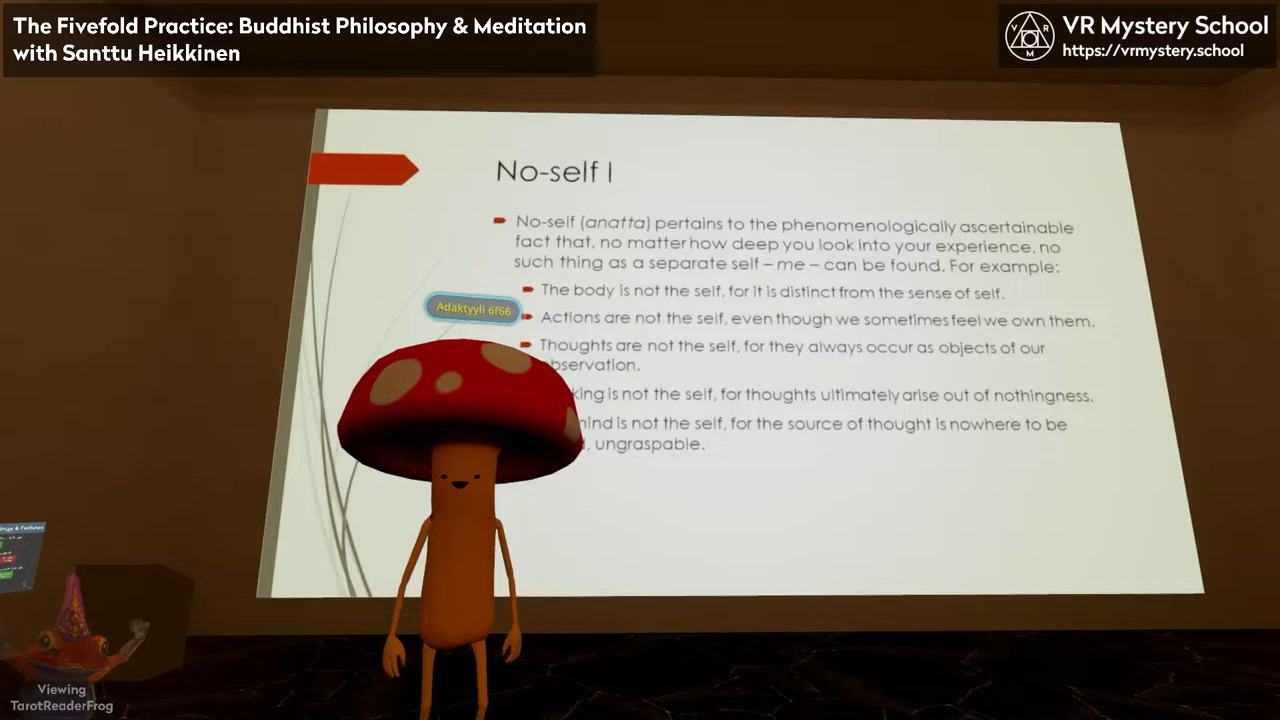 The Fivefold Practice: Buddhist Philosophy & Meditation
with Santtu Heikkinen
VR Mystery School
https://vrmystery.school
V R
M
No-self I
No-self (anatta) pertains to the phenomenologically ascertainable
fact that, no matter how deep you look into your experience, no
such thing as a separate self – me – can be found. For example:
The body is not the self, for it is distinct from the sense of self.
Adaktyyli 6f66
Actions are not the self, even though we sometimes feel we own them.
Thoughts are not the self, for they always occur as objects of our
bservation.
king is not the self, for thoughts ultimately arise out of nothingness.
is not the self, for the source of thought is nowhere to be
ungraspable.
Viewing
TarotReaderFrog